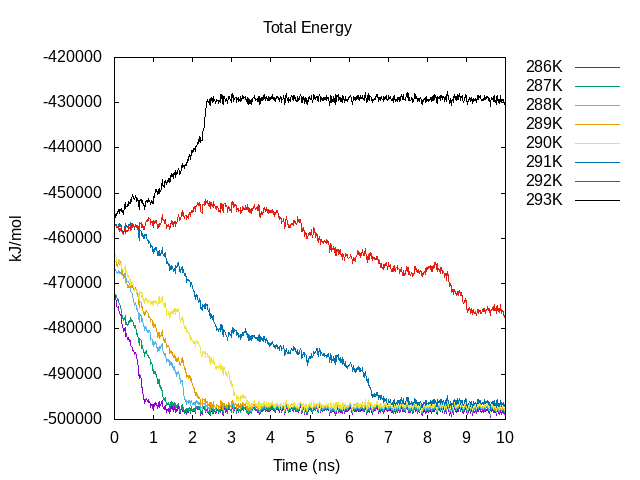 Total Energy
-420000
-430000
-440000
-450000
-460000
-470000
-480000
-490000
-500000
kJ/mol
0 1 2 3 4 5 6 7 8 9 10
Time (ns)
286K
287K
288K
289K
290K
291K
292K
293K